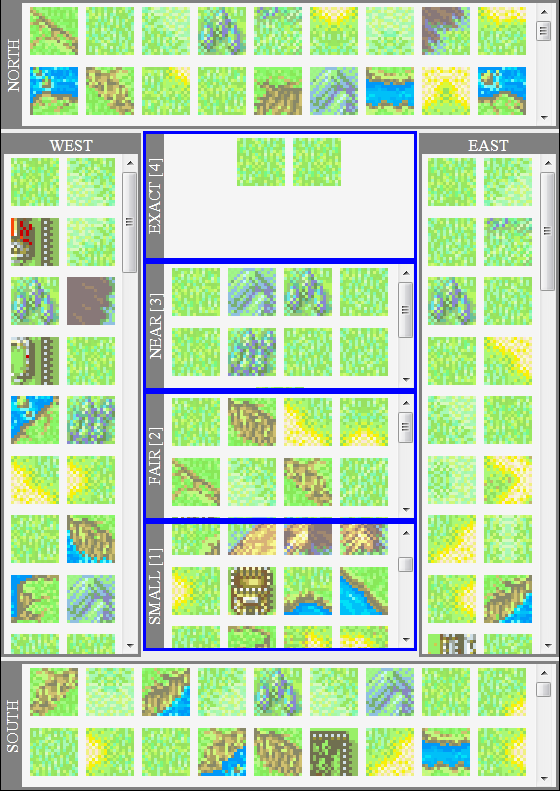 NORTH
WEST
EXACT [4]
EAST
NEAR [3]
FAIR [2]
SMALL [1]
SOUTH